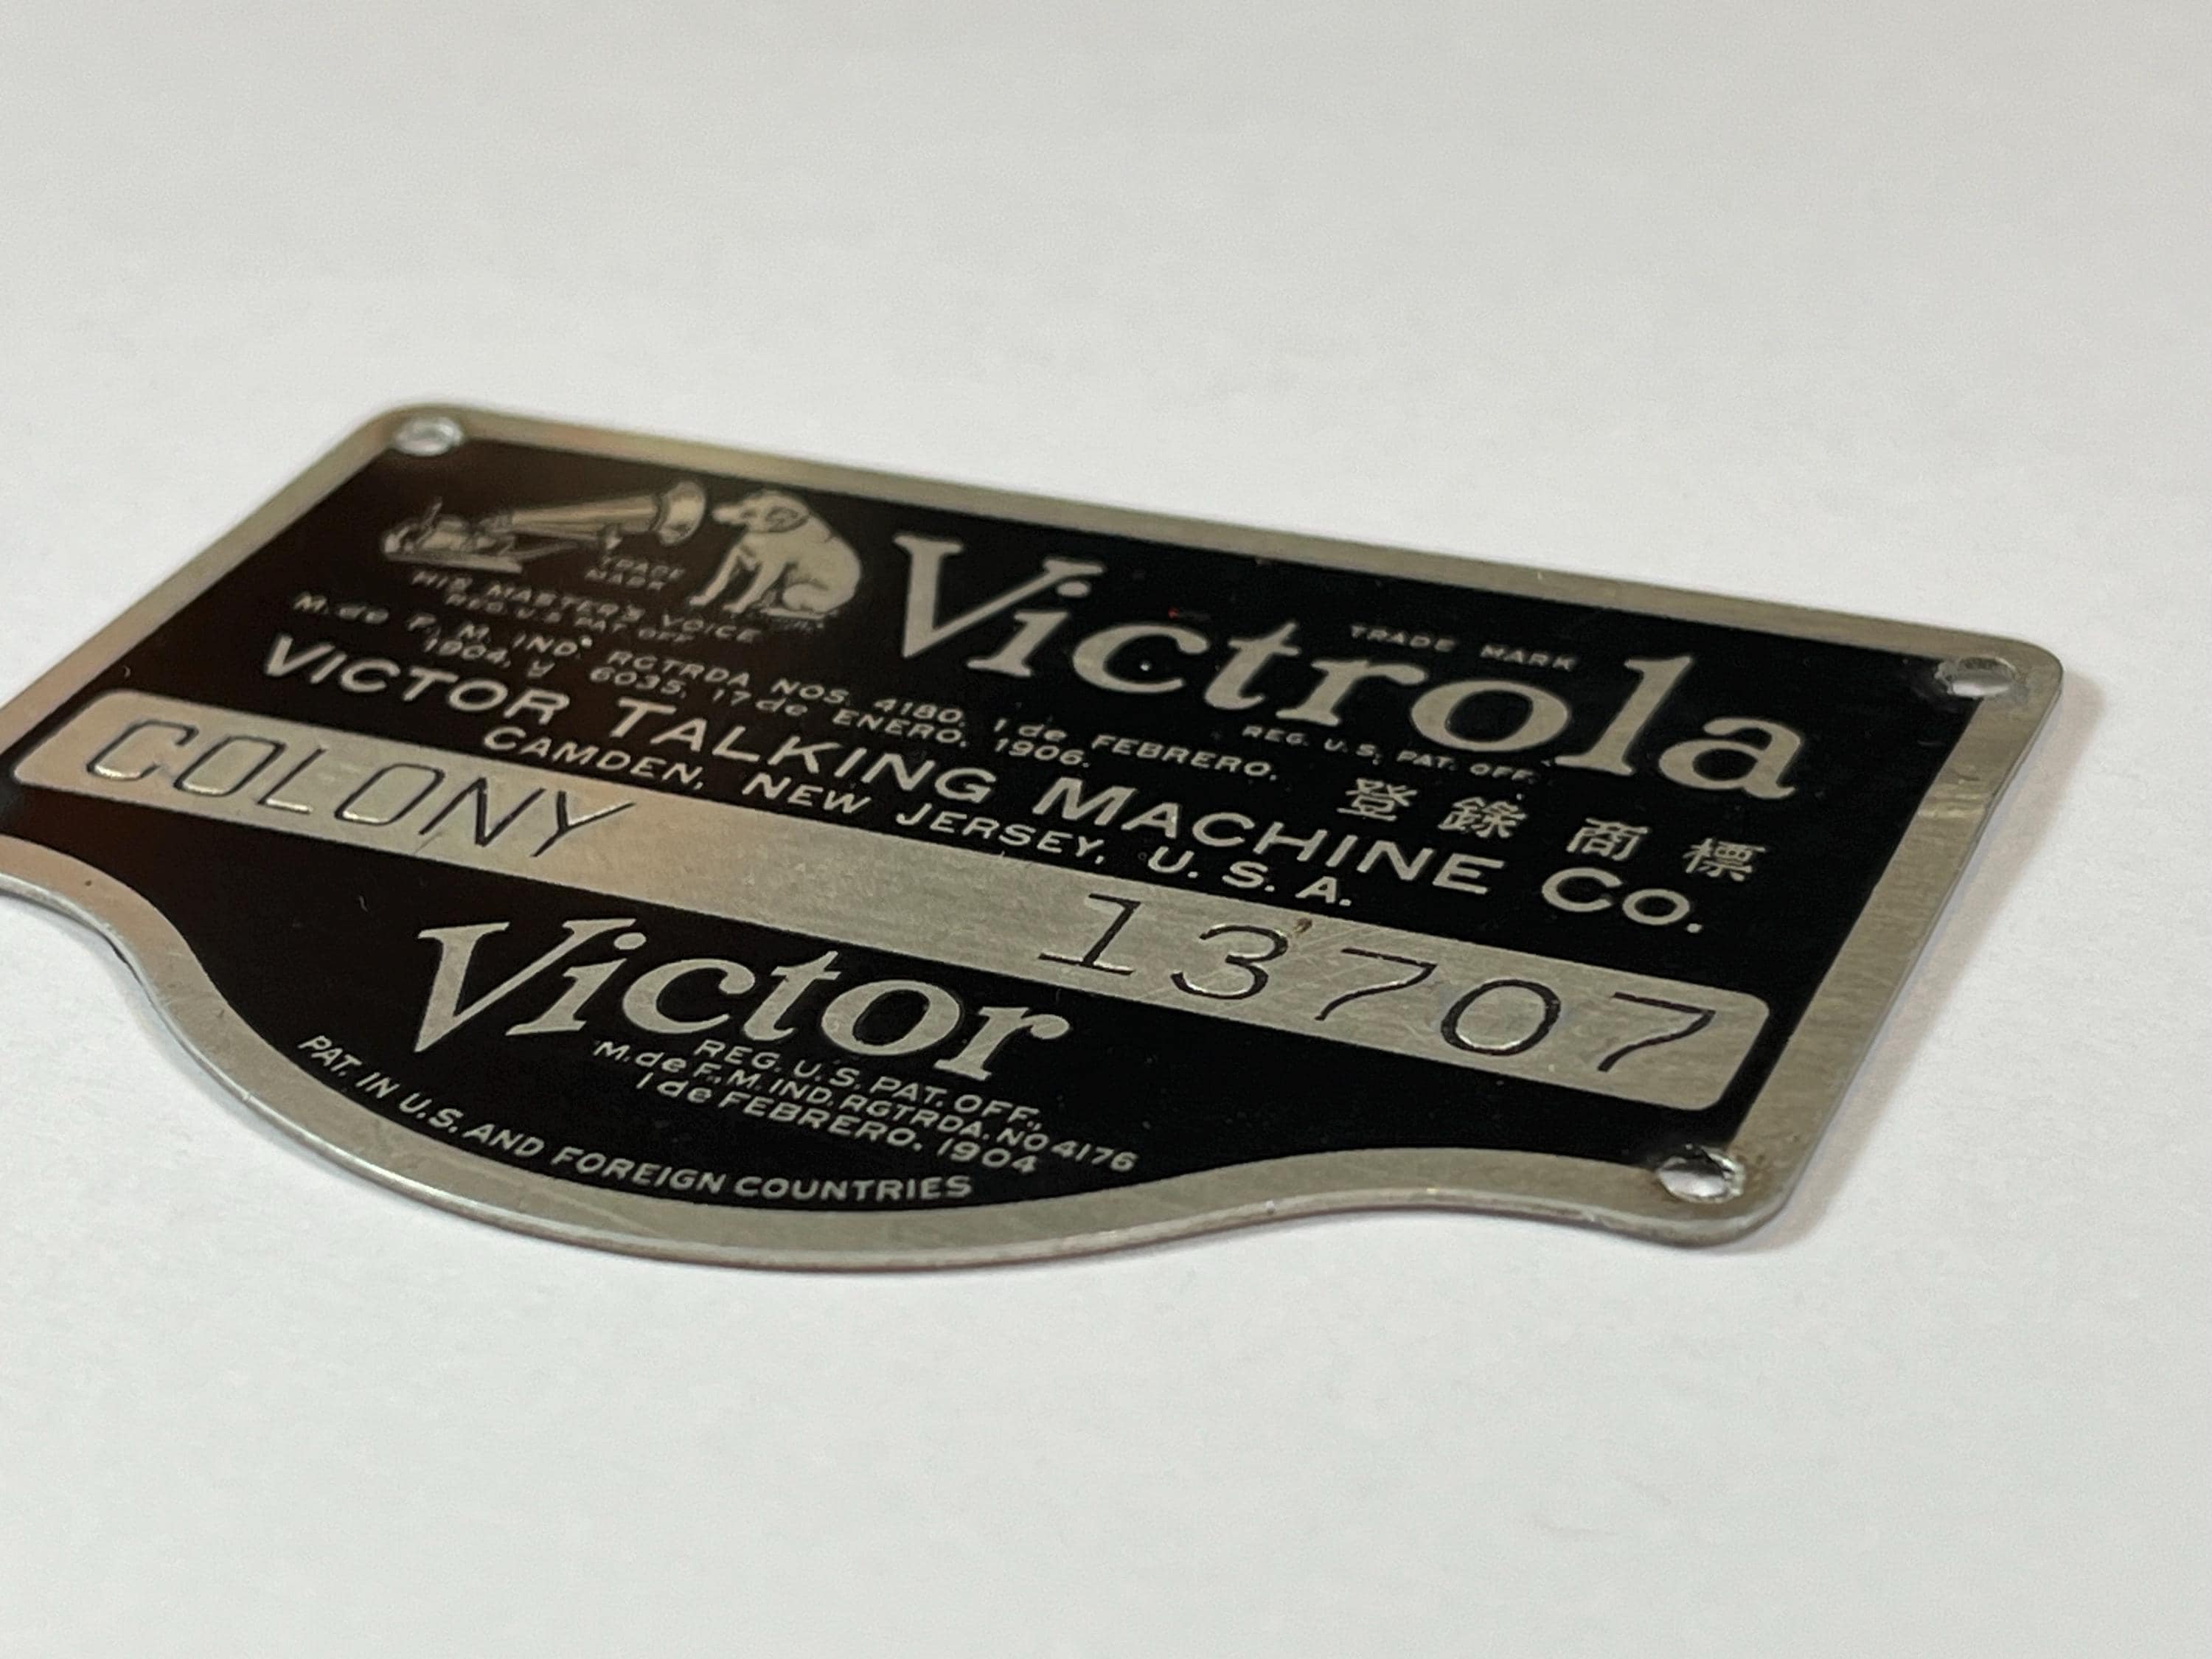 TRADE
MARK
HIS MASTER'S VOICE
REG. U.S. PAT. OFF
Victrola
TRADE MARK
REG. U. S. PAT. OFF.
M. de F. M. IND. RGTRDA NOS. 4180. 1 de FEBRERO.
1904. y 6035. 17 de ENERO. 1906.
登錄商標
VICTOR TALKING MACHINE CO.
CAMDEN, NEW JERSEY, U. S. A.
COLONY 13707
Victor
REG. U.S. PAT. OFF.,
M. de F. M. IND. RGTRDA. NO 4176
1 de FEBRERO. 1904
PAT. IN U.S. AND FOREIGN COUNTRIES